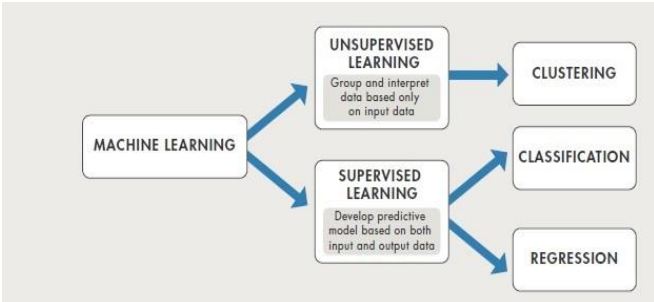 MACHINE LEARNING
UNSUPERVISED
LEARNING
Group and interpret
data based only
on input data
CLUSTERING
SUPERVISED
LEARNING
Develop predictive
model based on both
input and output data
CLASSIFICATION
REGRESSION